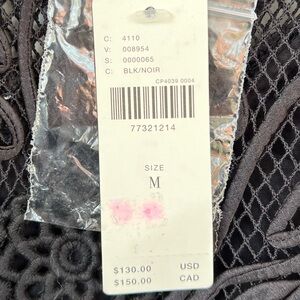 C: 4110
V: 008954
S: 0000065
C: BLK/NOIR
CP4039 0004
77321214
SIZE
M
$130.00 USD
$150.00 CAD